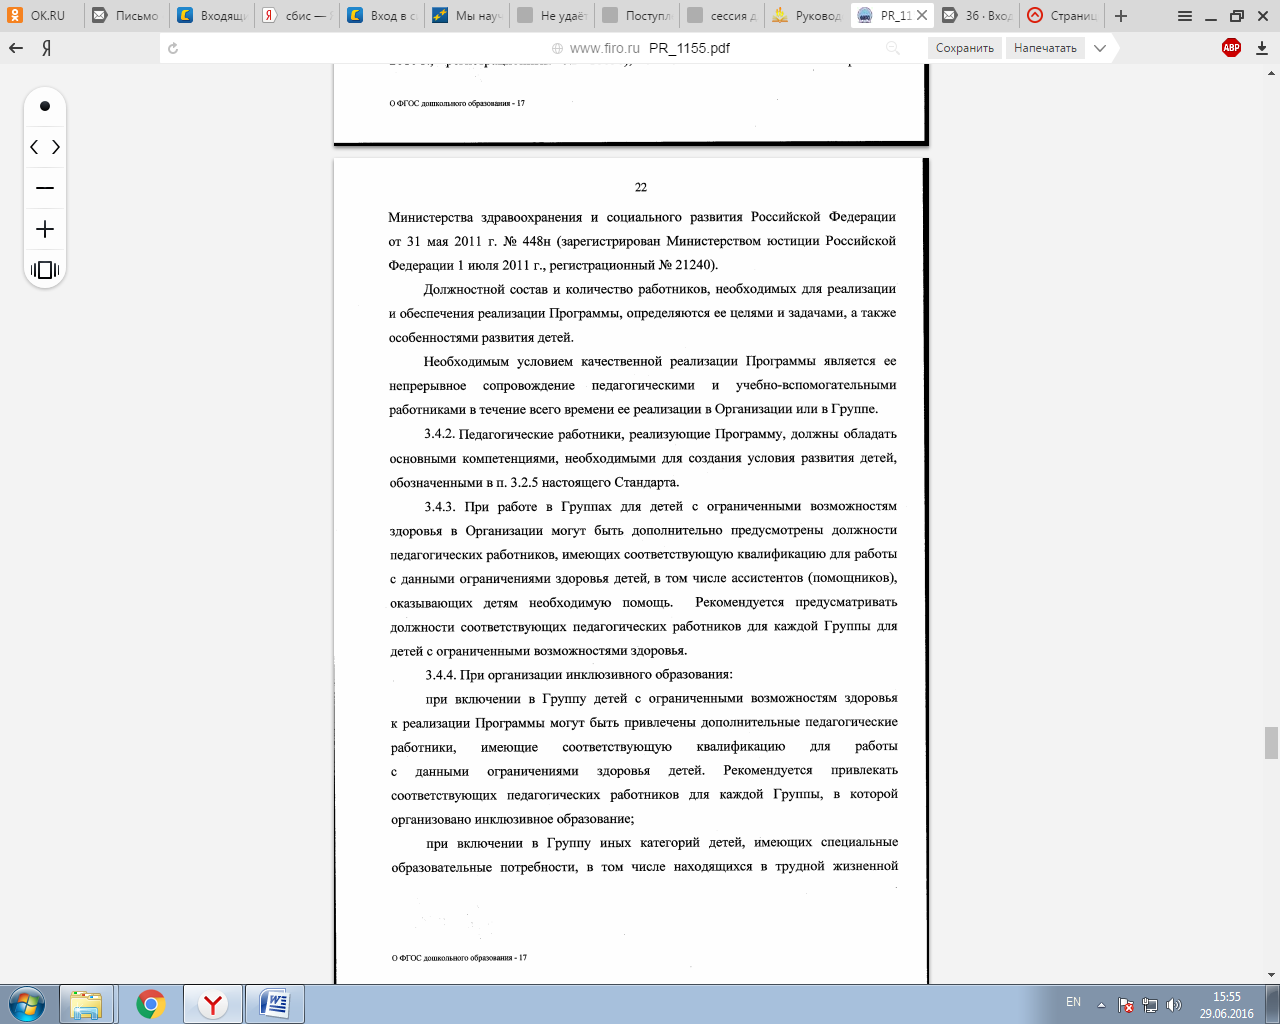 OK.RU
Письмо
Входящи
сбис — Я
Вход в си
Мы науч
Не удаёт
Поступл
сессия д
Руковод
PR_11
36 · Вход
Страниц
Я www.firo.ru PR_1155.pdf Сохранить Напечатать ABP
О ФГОС дошкольного образования - 17
22
Министерства здравоохранения и социального развития Российской Федерации
от 31 мая 2011 г. № 448н (зарегистрирован Министерством юстиции Российской
Федерации 1 июля 2011 г., регистрационный № 21240).
Должностной состав и количество работников, необходимых для реализации
и обеспечения реализации Программы, определяются ее целями и задачами, а также
особенностями развития детей.
Необходимым условием качественной реализации Программы является ее
непрерывное сопровождение педагогическими и учебно-вспомогательными
работниками в течение всего времени ее реализации в Организации или в Группе.
3.4.2. Педагогические работники, реализующие Программу, должны обладать
основными компетенциями, необходимыми для создания условия развития детей,
обозначенными в п. 3.2.5 настоящего Стандарта.
3.4.3. При работе в Группах для детей с ограниченными возможностям
здоровья в Организации могут быть дополнительно предусмотрены должности
педагогических работников, имеющих соответствующую квалификацию для работы
с данными ограничениями здоровья детей, в том числе ассистентов (помощников),
оказывающих детям необходимую помощь. Рекомендуется предусматривать
должности соответствующих педагогических работников для каждой Группы для
детей с ограниченными возможностями здоровья.
3.4.4. При организации инклюзивного образования:
при включении в Группу детей с ограниченными возможностям здоровья
к реализации Программы могут быть привлечены дополнительные педагогические
работники, имеющие соответствующую квалификацию для работы
с данными ограничениями здоровья детей. Рекомендуется привлекать
соответствующих педагогических работников для каждой Группы, в которой
организовано инклюзивное образование;
при включении в Группу иных категорий детей, имеющих специальные
образовательные потребности, в том числе находящихся в трудной жизненной
О ФГОС дошкольного образования - 17
EN
15:55
29.06.2016